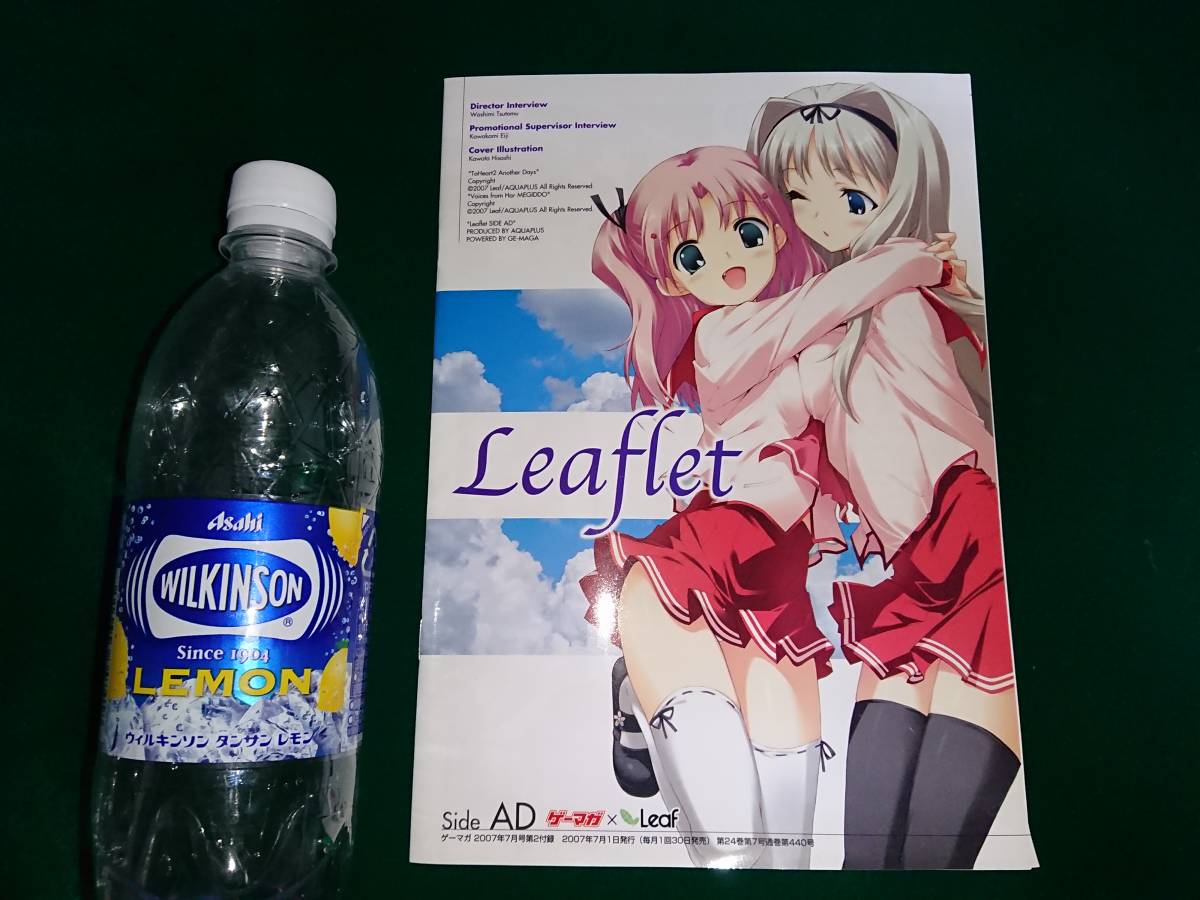 Asahi
WILKINSON
®
Since 1904
LEMON
ウィルキンソン タンサン レモン
Director Interview
Washimi Tsutomu
Promotional Supervisor Interview
Kawakami Eiji
Cover Illustration
Kawata Hisashi
"ToHeart2 Another Days"
Copyright
©2007 Leaf/AQUAPLUS All Rights Reserved
"Voices from Har MEGIDDO"
Copyright
©2007 Leaf/AQUAPLUS All Rights Reserved.
"Leaflet SIDE AD"
PRODUCED BY AQUAPLUS
POWERED BY GE-MAGA
Leaflet
Side AD ゲーマガ × Leaf
ゲーマガ 2007年7月号第2付録 2007年7月1日発行（毎月1回30日発売） 第24巻第7号通巻第440号